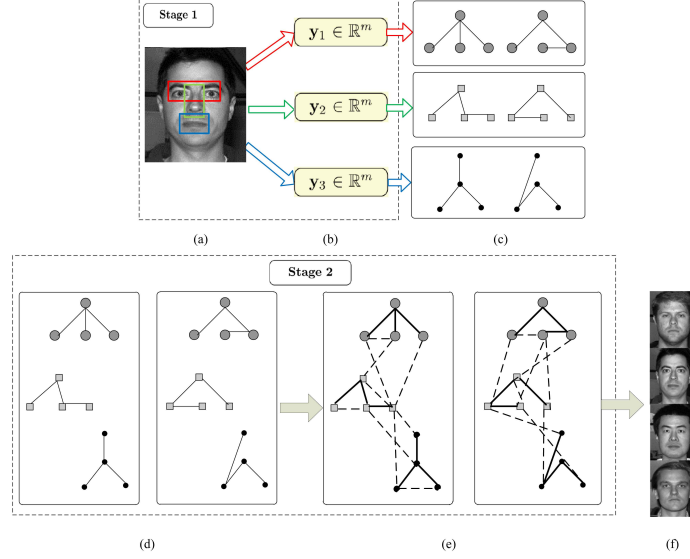 Stage 1
y₁ ∈ ℝᵐ
y₂ ∈ ℝᵐ
y₃ ∈ ℝᵐ
(a)
(b)
(c)
Stage 2
(d)
(e)
(f)